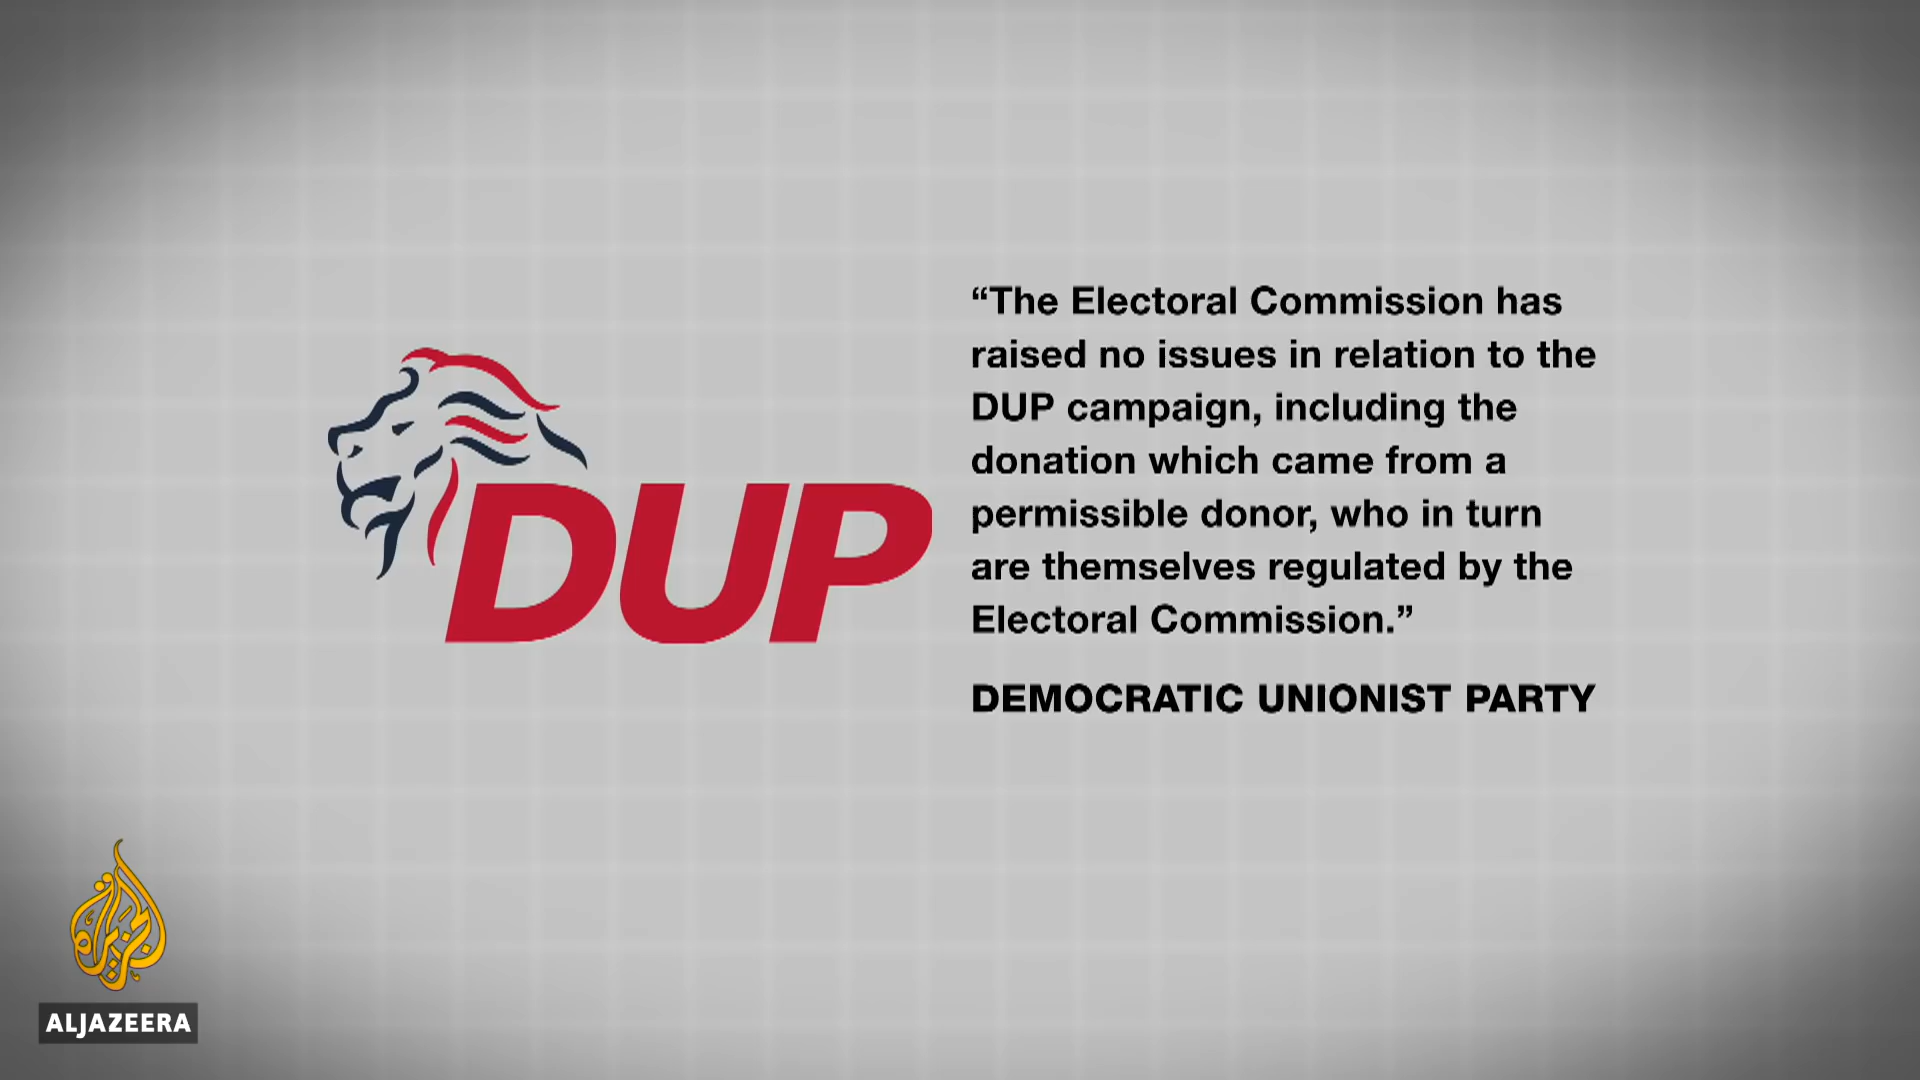 “The Electoral Commission has
raised no issues in relation to the
DUP campaign, including the
donation which came from a
permissible donor, who in turn
are themselves regulated by the
Electoral Commission.”
DEMOCRATIC UNIONIST PARTY
DUP
الجزيرة
ALJAZEERA